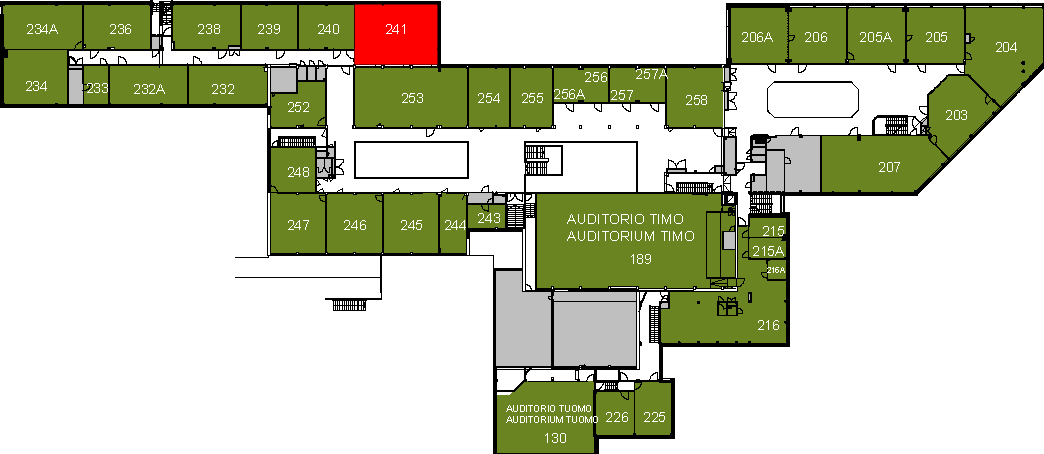 234A
236
238
239
240
241
206A
206
205A
205
204
234
233
232A
232
252
253
254
255
256
256A
257A
257
258
203
207
248
247
246
245
244
243
AUDITORIO TIMO
AUDITORIUM TIMO
189
215
215A
216A
216
AUDITORIO TUOMO
AUDITORIUM TUOMO
130
226
225